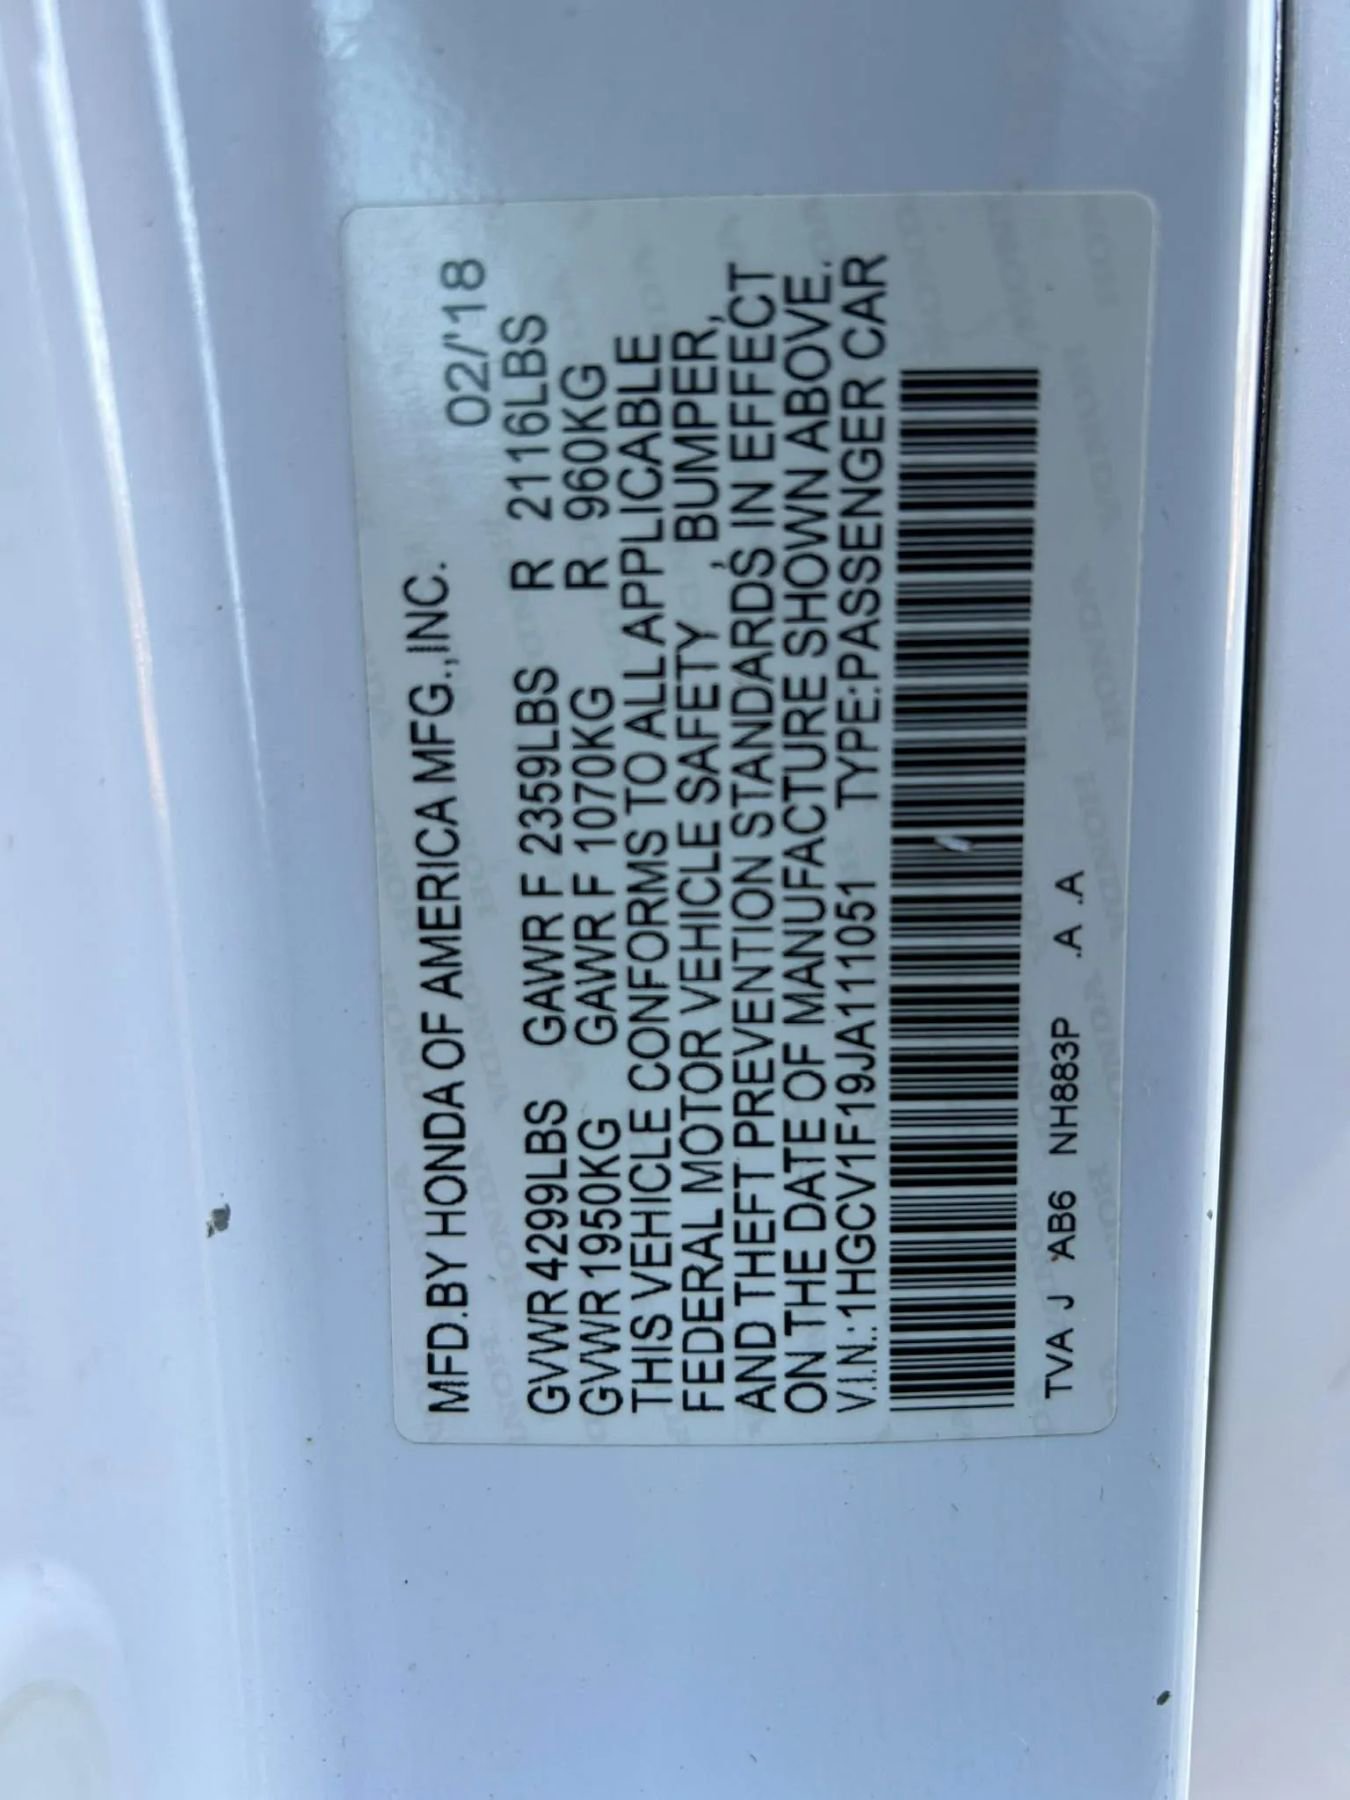 MFD.BY HONDA OF AMERICA MFG.,INC. 02/'18
GVWR 4299LBS GAWR F 2359LBS R 2116LBS
GVWR 1950KG GAWR F 1070KG R 960KG
THIS VEHICLE CONFORMS TO ALL APPLICABLE
FEDERAL MOTOR VEHICLE SAFETY , BUMPER,
AND THEFT PREVENTION STANDARDS IN EFFECT
ON THE DATE OF MANUFACTURE SHOWN ABOVE.
V.I.N.:1HGCV1F19JA111051 TYPE:PASSENGER CAR
TVA J AB6 NH883P .A .A